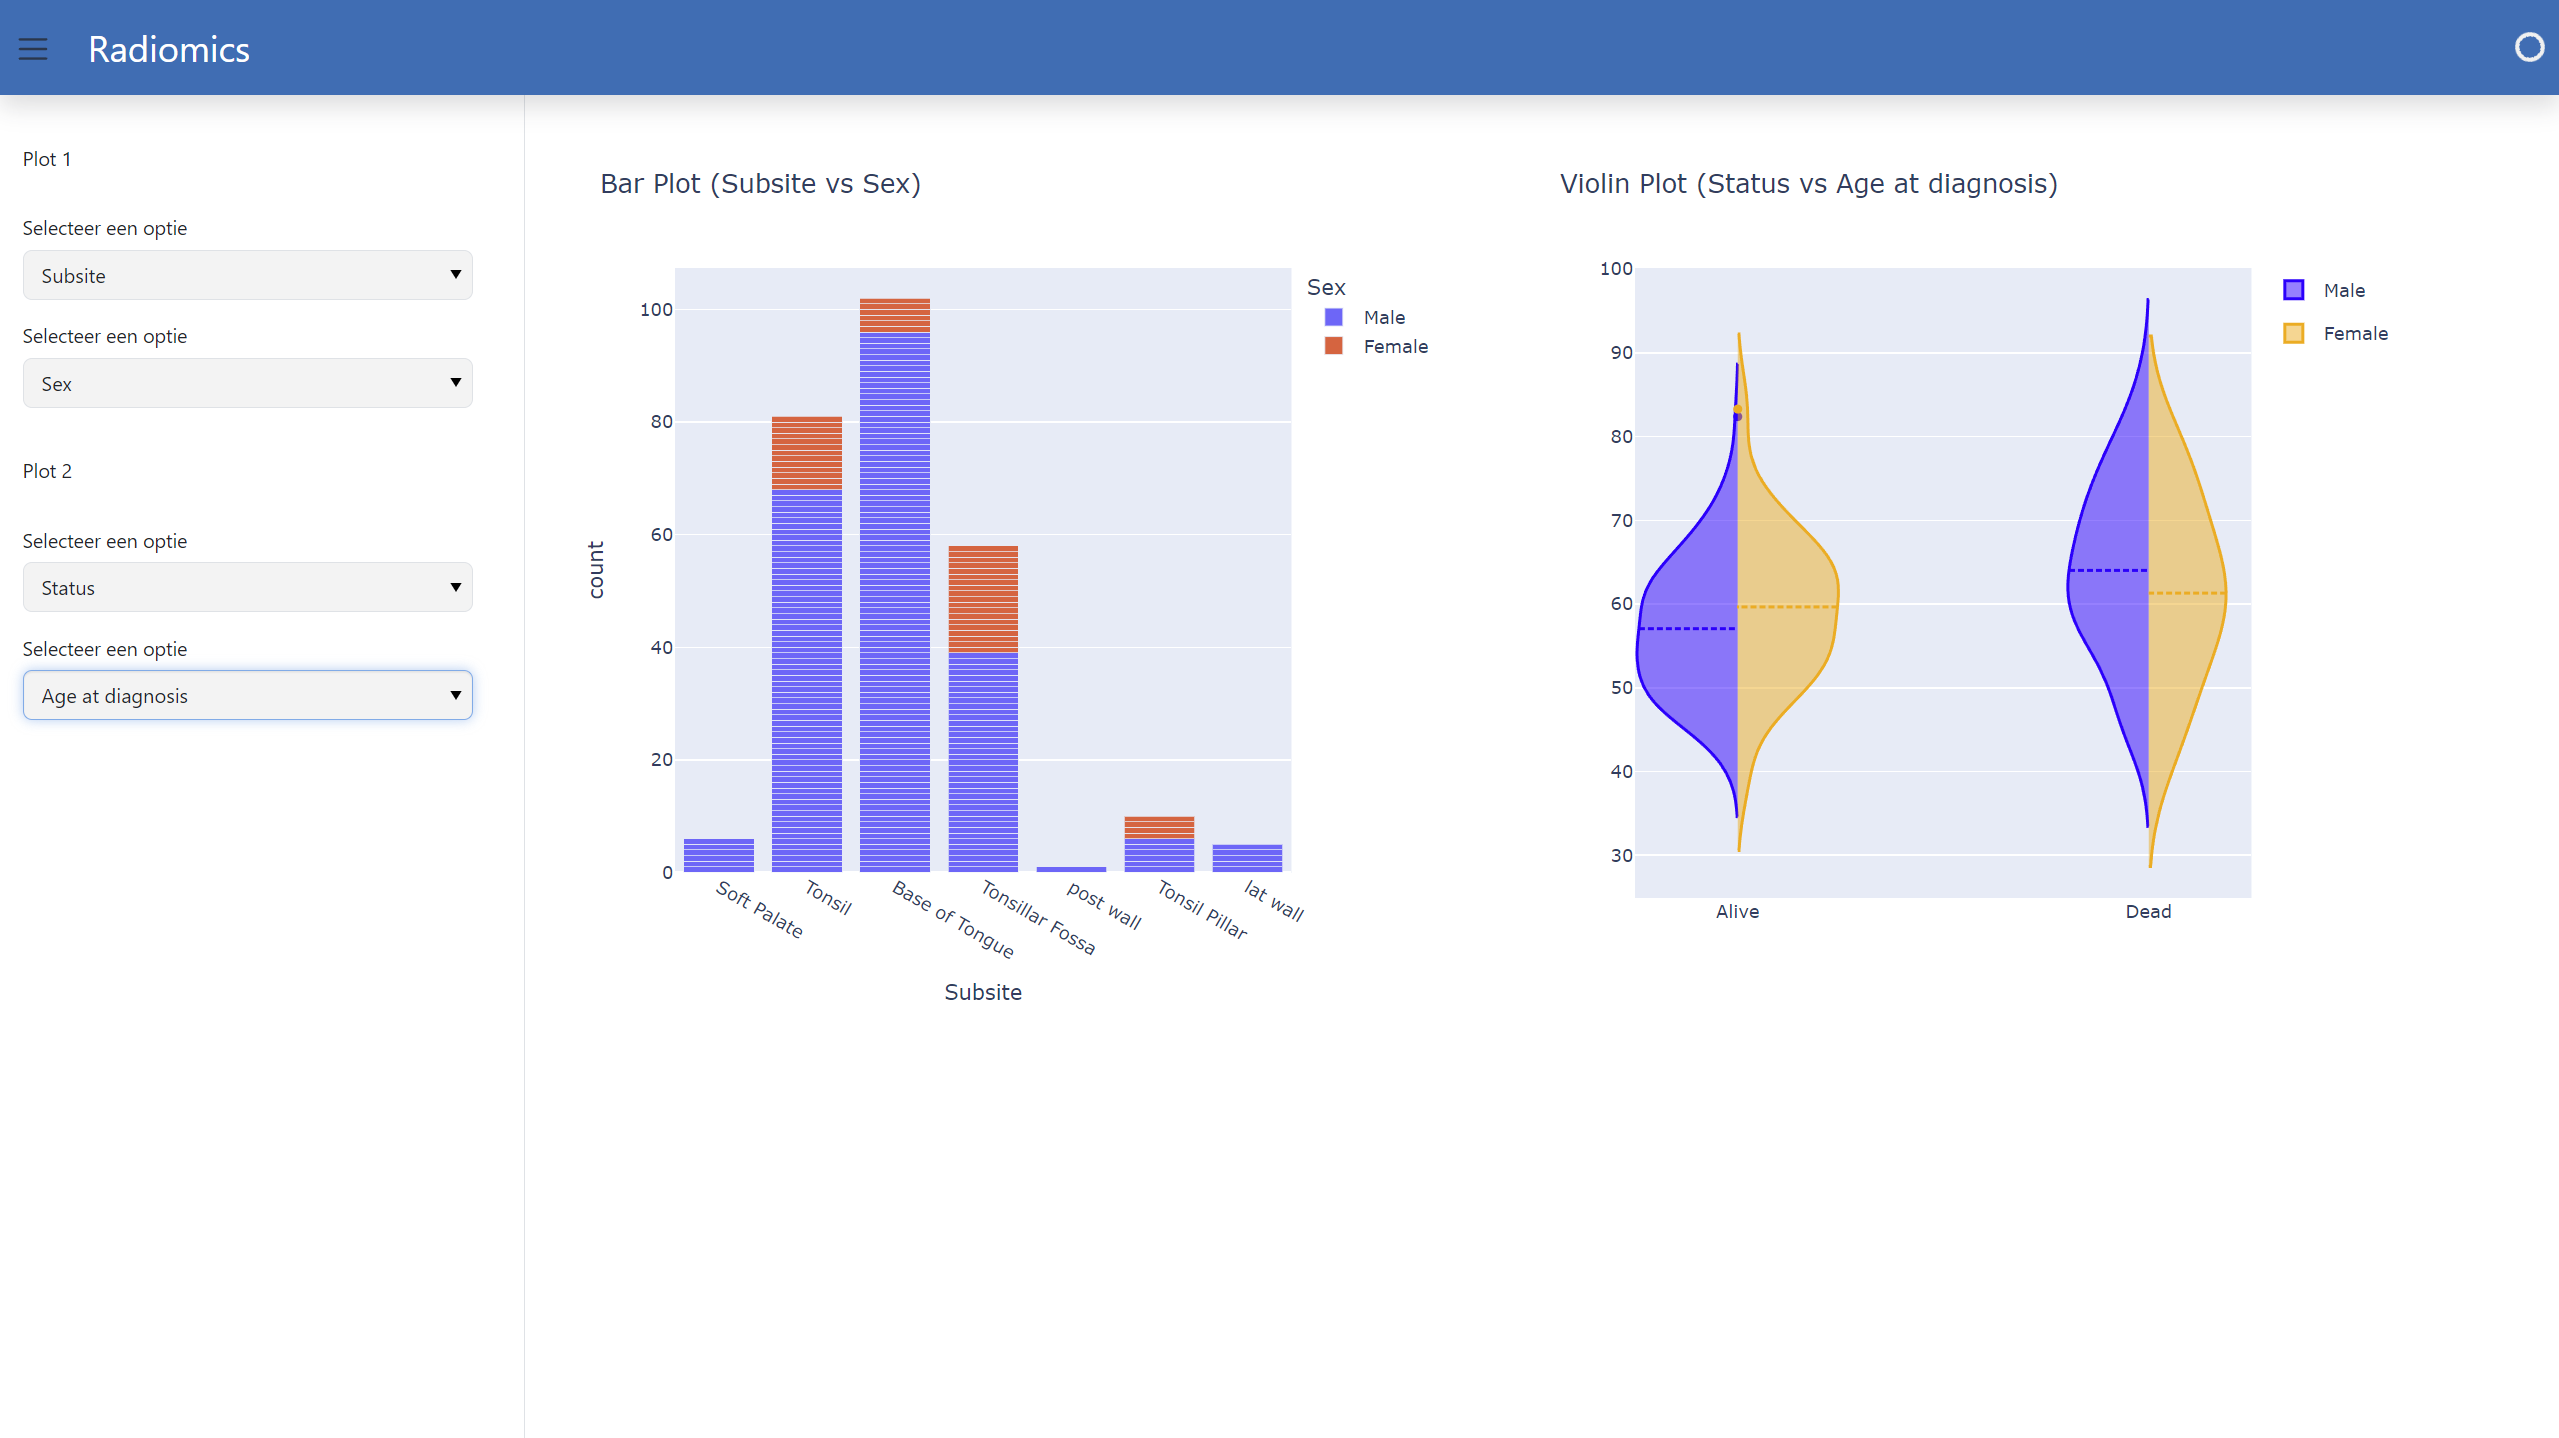 Radiomics
Plot 1
Selecteer een optie
Subsite
Selecteer een optie
Sex
Plot 2
Selecteer een optie
Status
Selecteer een optie
Age at diagnosis
Bar Plot (Subsite vs Sex)
100
80
60
40
20
0
count
Soft Palate
Tonsil
Base of Tongue
Tonsillar Fossa
post wall
Tonsil Pillar
lat wall
Subsite
Sex
Male
Female
Violin Plot (Status vs Age at diagnosis)
100
90
80
70
60
50
40
30
Alive
Dead
Male
Female